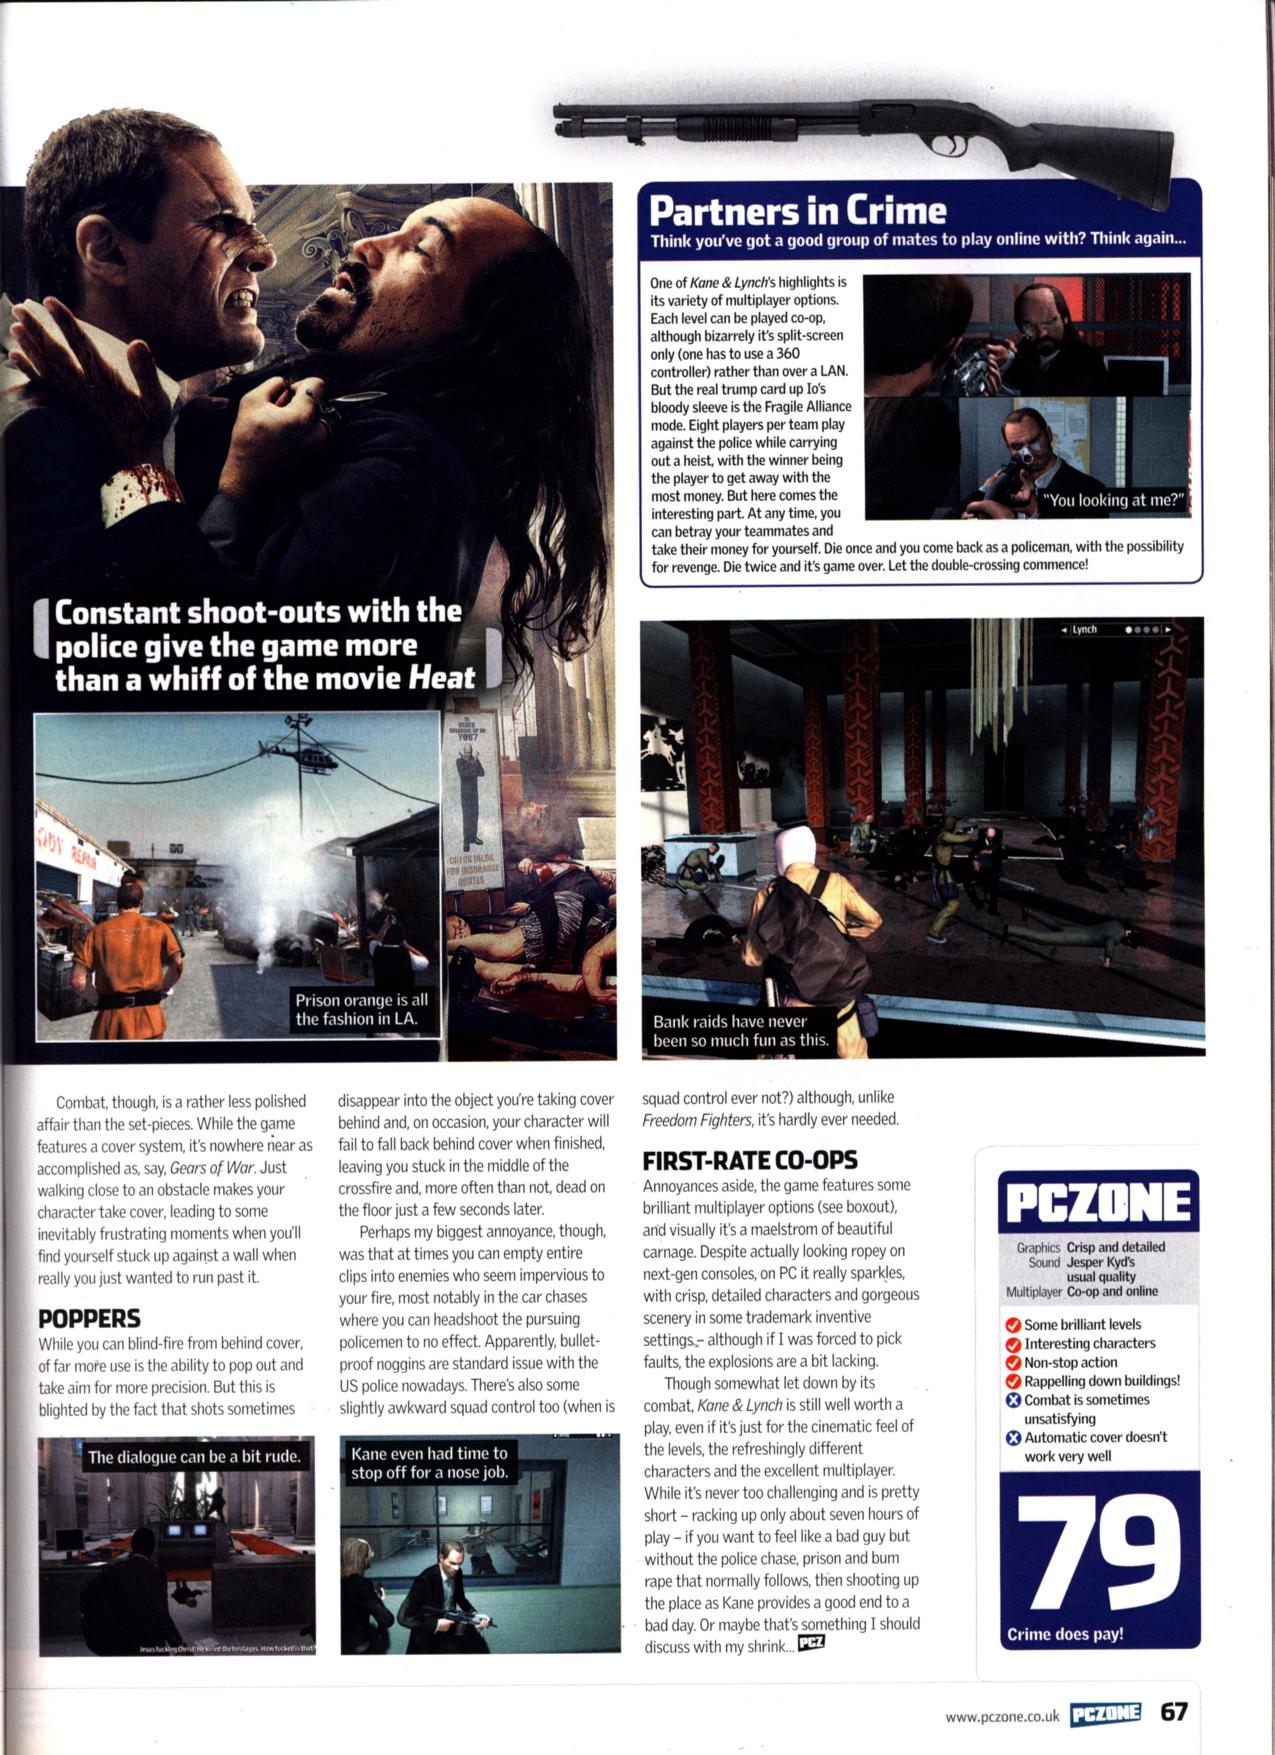 Partners in Crime
Think you've got a good group of mates to play online with? Think again...
One of Kane & Lynch's highlights is
its variety of multiplayer options.
Each level can be played co-op,
although bizarrely it's split-screen
only (one has to use a 360
controller) rather than over a LAN.
But the real trump card up Io's
bloody sleeve is the Fragile Alliance
mode. Eight players per team play
against the police while carrying
out a heist, with the winner being
the player to get away with the
most money. But here comes the
interesting part. At any time, you
can betray your teammates and
take their money for yourself. Die once and you come back as a policeman, with the possibility
for revenge. Die twice and it's game over. Let the double-crossing commence!
"You looking at me?"
Constant shoot-outs with the
police give the game more
than a whiff of the movie Heat
YOU?
CHECK
FOR INSURANCE
QUOTES
ODY REPAIR
Prison orange is all
the fashion in LA.
Lynch
Bank raids have never
been so much fun as this.
Combat, though, is a rather less polished
affair than the set-pieces. While the game
features a cover system, it's nowhere near as
accomplished as, say, Gears of War. Just
walking close to an obstacle makes your
character take cover, leading to some
inevitably frustrating moments when you'll
find yourself stuck up against a wall when
really you just wanted to run past it.
POPPERS
While you can blind-fire from behind cover,
of far more use is the ability to pop out and
take aim for more precision. But this is
blighted by the fact that shots sometimes
disappear into the object you're taking cover
behind and, on occasion, your character will
fail to fall back behind cover when finished,
leaving you stuck in the middle of the
crossfire and, more often than not, dead on
the floor just a few seconds later.
Perhaps my biggest annoyance, though,
was that at times you can empty entire
clips into enemies who seem impervious to
your fire, most notably in the car chases
where you can headshoot the pursuing
policemen to no effect. Apparently, bullet-
proof noggins are standard issue with the
US police nowadays. There's also some
slightly awkward squad control too (when is
squad control ever not?) although, unlike
Freedom Fighters, it's hardly ever needed.
FIRST-RATE CO-OPS
Annoyances aside, the game features some
brilliant multiplayer options (see boxout),
and visually it's a maelstrom of beautiful
carnage. Despite actually looking ropey on
next-gen consoles, on PC it really sparkles,
with crisp, detailed characters and gorgeous
scenery in some trademark inventive
settings – although if I was forced to pick
faults, the explosions are a bit lacking.
Though somewhat let down by its
combat, Kane & Lynch is still well worth a
play, even if it's just for the cinematic feel of
the levels, the refreshingly different
characters and the excellent multiplayer.
While it's never too challenging and is pretty
short – racking up only about seven hours of
play – if you want to feel like a bad guy but
without the police chase, prison and bum
rape that normally follows, then shooting up
the place as Kane provides a good end to a
bad day. Or maybe that's something I should
discuss with my shrink... PCZ
The dialogue can be a bit rude.
Jesus fucking Christ! He killed the hostages. How fucked is that?
Kane even had time to
stop off for a nose job.
PCZONE
Graphics Crisp and detailed
Sound Jesper Kyd's
usual quality
Multiplayer Co-op and online
Some brilliant levels
Interesting characters
Non-stop action
Rappelling down buildings!
Combat is sometimes
unsatisfying
Automatic cover doesn't
work very well
79
Crime does pay!
www.pczone.co.uk PCZONE 67